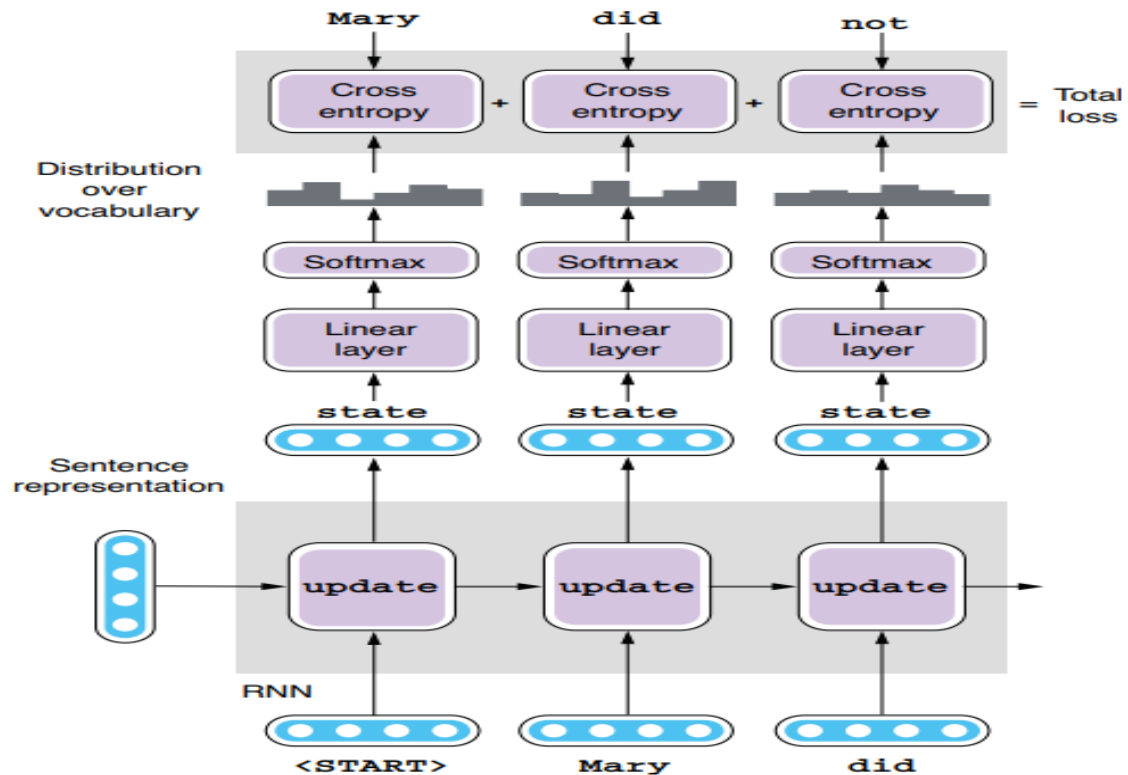 Mary did not
Cross Cross Cross
entropy + entropy + entropy = Total
loss
Distribution
over
vocabulary
Softmax Softmax Softmax
Linear Linear Linear
layer layer layer
state state state
Sentence
representation
update update update
RNN
<START> Mary did